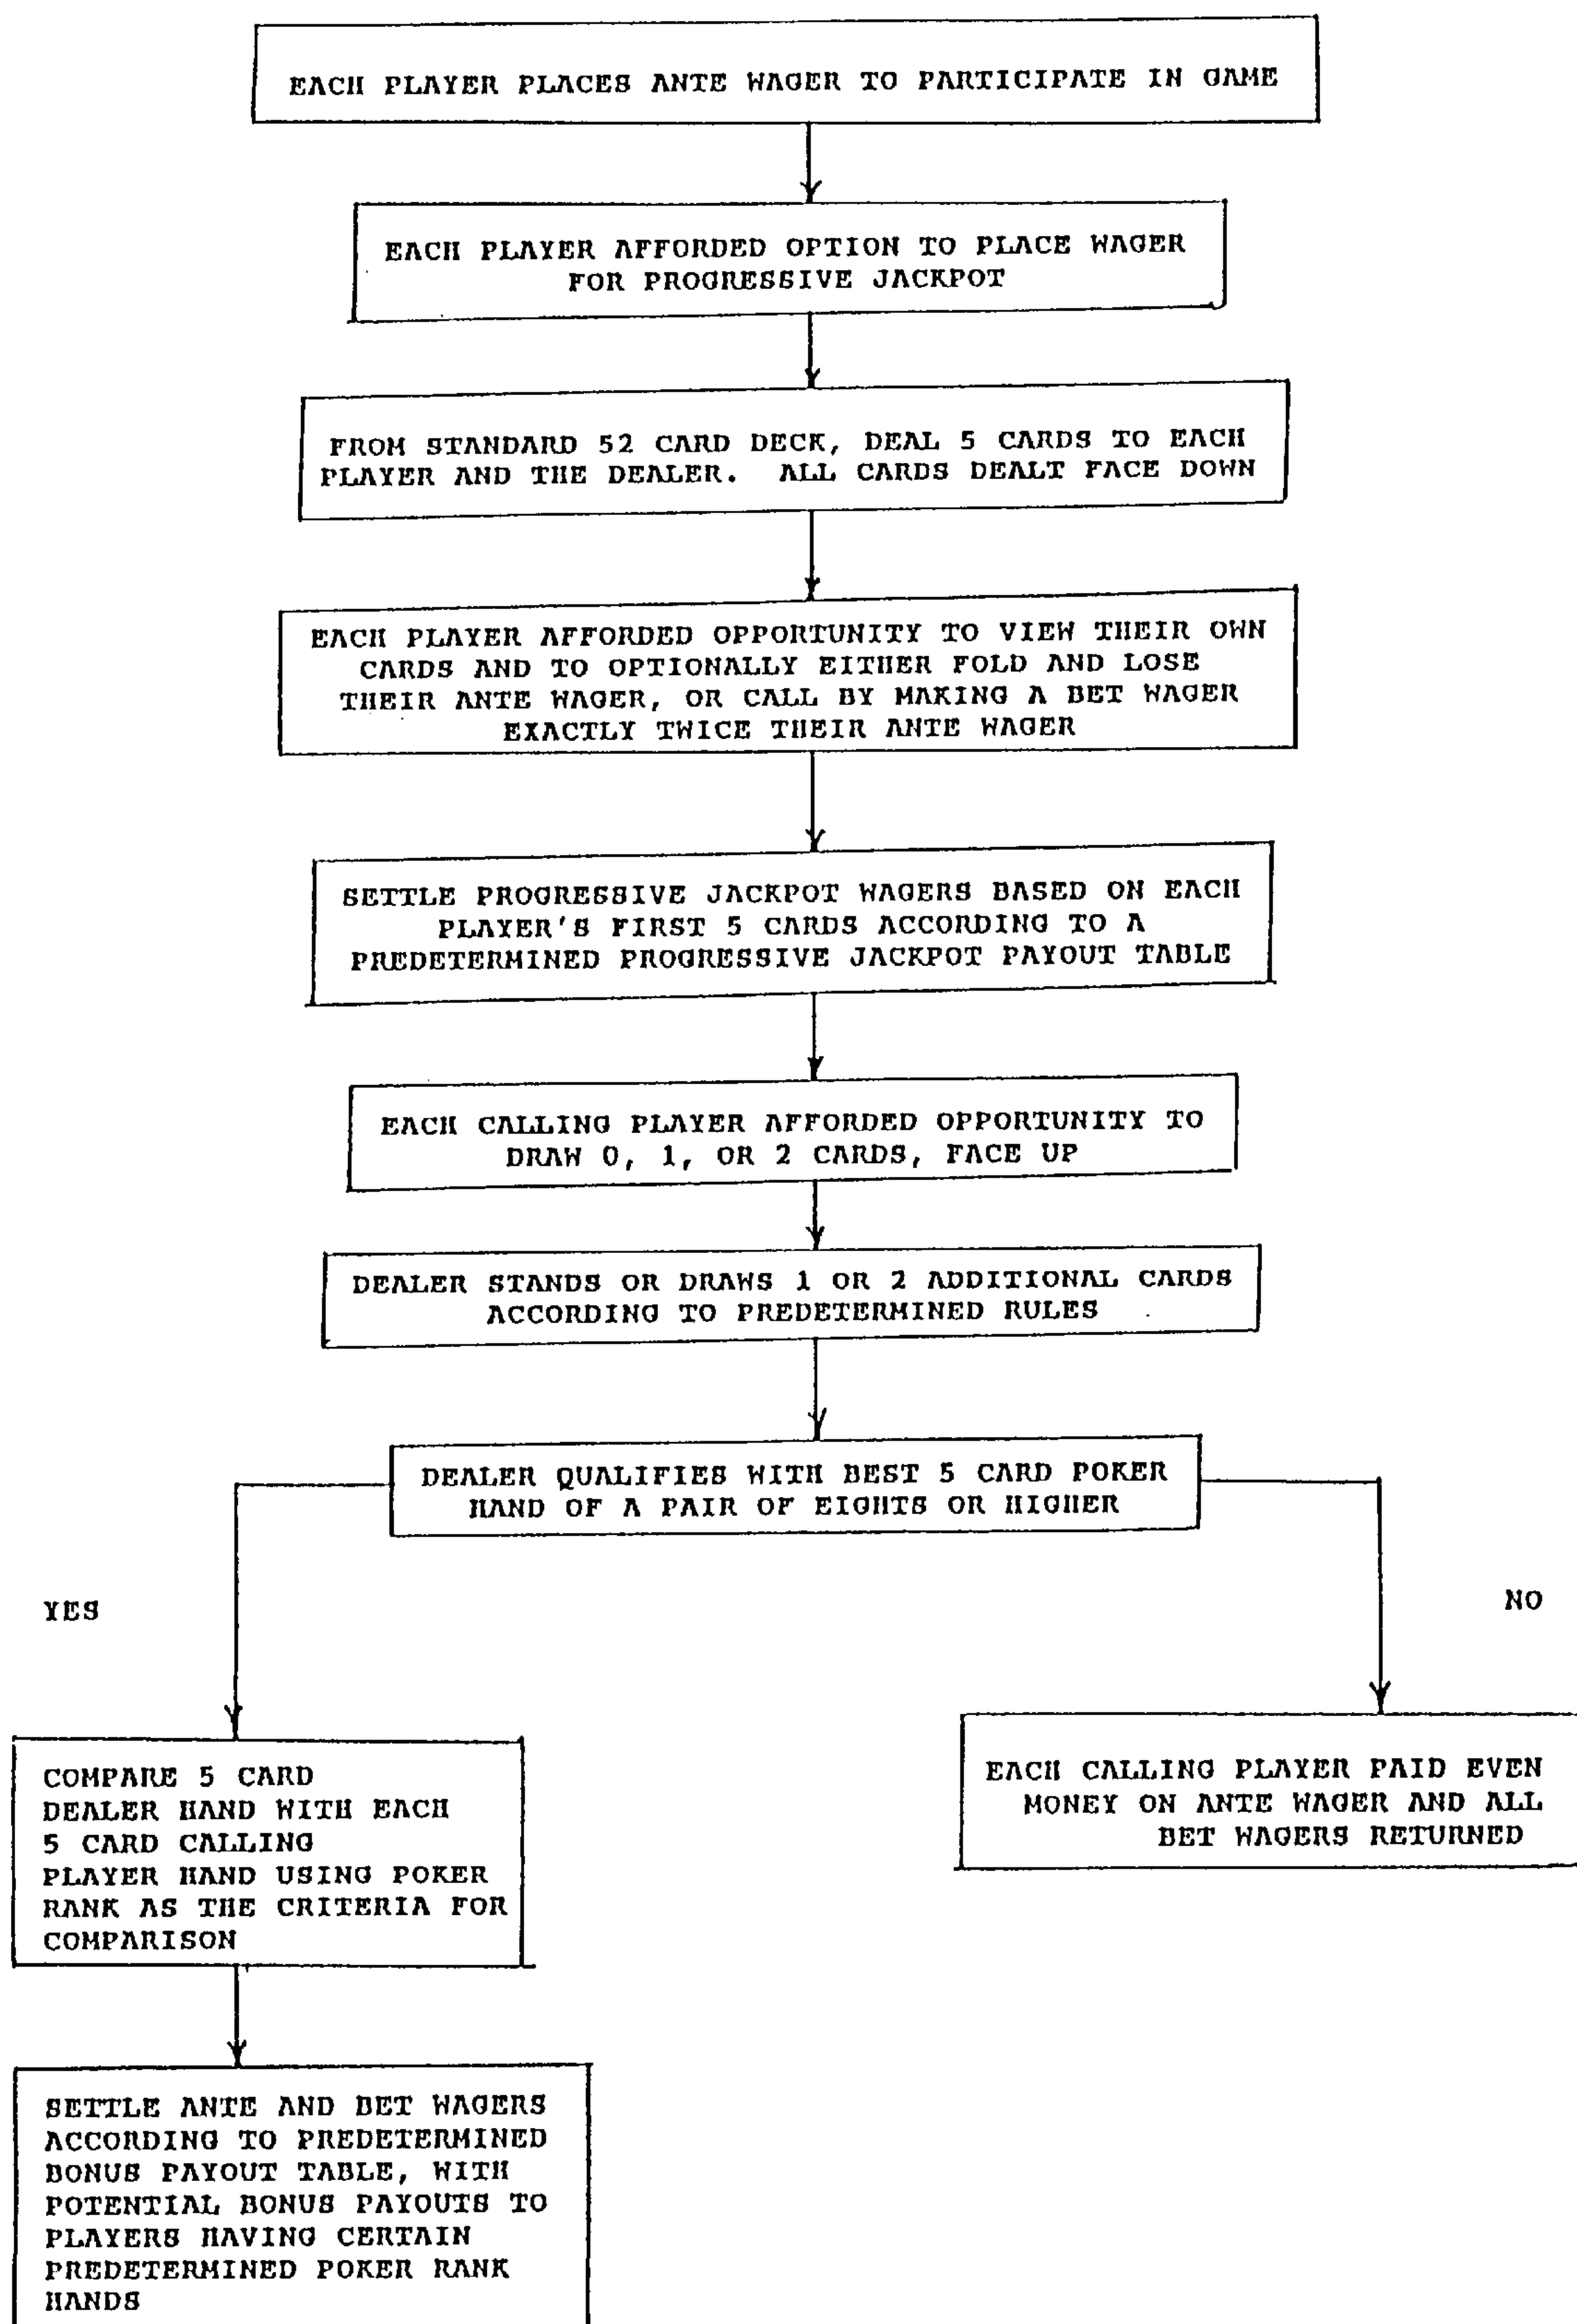 EACH PLAYER PLACES ANTE WAGER TO PARTICIPATE IN GAME
EACH PLAYER AFFORDED OPTION TO PLACE WAGER
FOR PROGRESSIVE JACKPOT
FROM STANDARD 52 CARD DECK, DEAL 5 CARDS TO EACH
PLAYER AND THE DEALER. ALL CARDS DEALT FACE DOWN
EACH PLAYER AFFORDED OPPORTUNITY TO VIEW THEIR OWN
CARDS AND TO OPTIONALLY EITHER FOLD AND LOSE
THEIR ANTE WAGER, OR CALL BY MAKING A BET WAGER
EXACTLY TWICE THEIR ANTE WAGER
SETTLE PROGRESSIVE JACKPOT WAGERS BASED ON EACH
PLAYER'S FIRST 5 CARDS ACCORDING TO A
PREDETERMINED PROGRESSIVE JACKPOT PAYOUT TABLE
EACH CALLING PLAYER AFFORDED OPPORTUNITY TO
DRAW 0, 1, OR 2 CARDS, FACE UP
DEALER STANDS OR DRAWS 1 OR 2 ADDITIONAL CARDS
ACCORDING TO PREDETERMINED RULES
DEALER QUALIFIES WITH BEST 5 CARD POKER
HAND OF A PAIR OF EIGHTS OR HIGHER
YES
NO
COMPARE 5 CARD
DEALER HAND WITH EACH
5 CARD CALLING
PLAYER HAND USING POKER
RANK AS THE CRITERIA FOR
COMPARISON
EACH CALLING PLAYER PAID EVEN
MONEY ON ANTE WAGER AND ALL
BET WAGERS RETURNED
SETTLE ANTE AND BET WAGERS
ACCORDING TO PREDETERMINED
BONUS PAYOUT TABLE, WITH
POTENTIAL BONUS PAYOUTS TO
PLAYERS HAVING CERTAIN
PREDETERMINED POKER RANK
HANDS